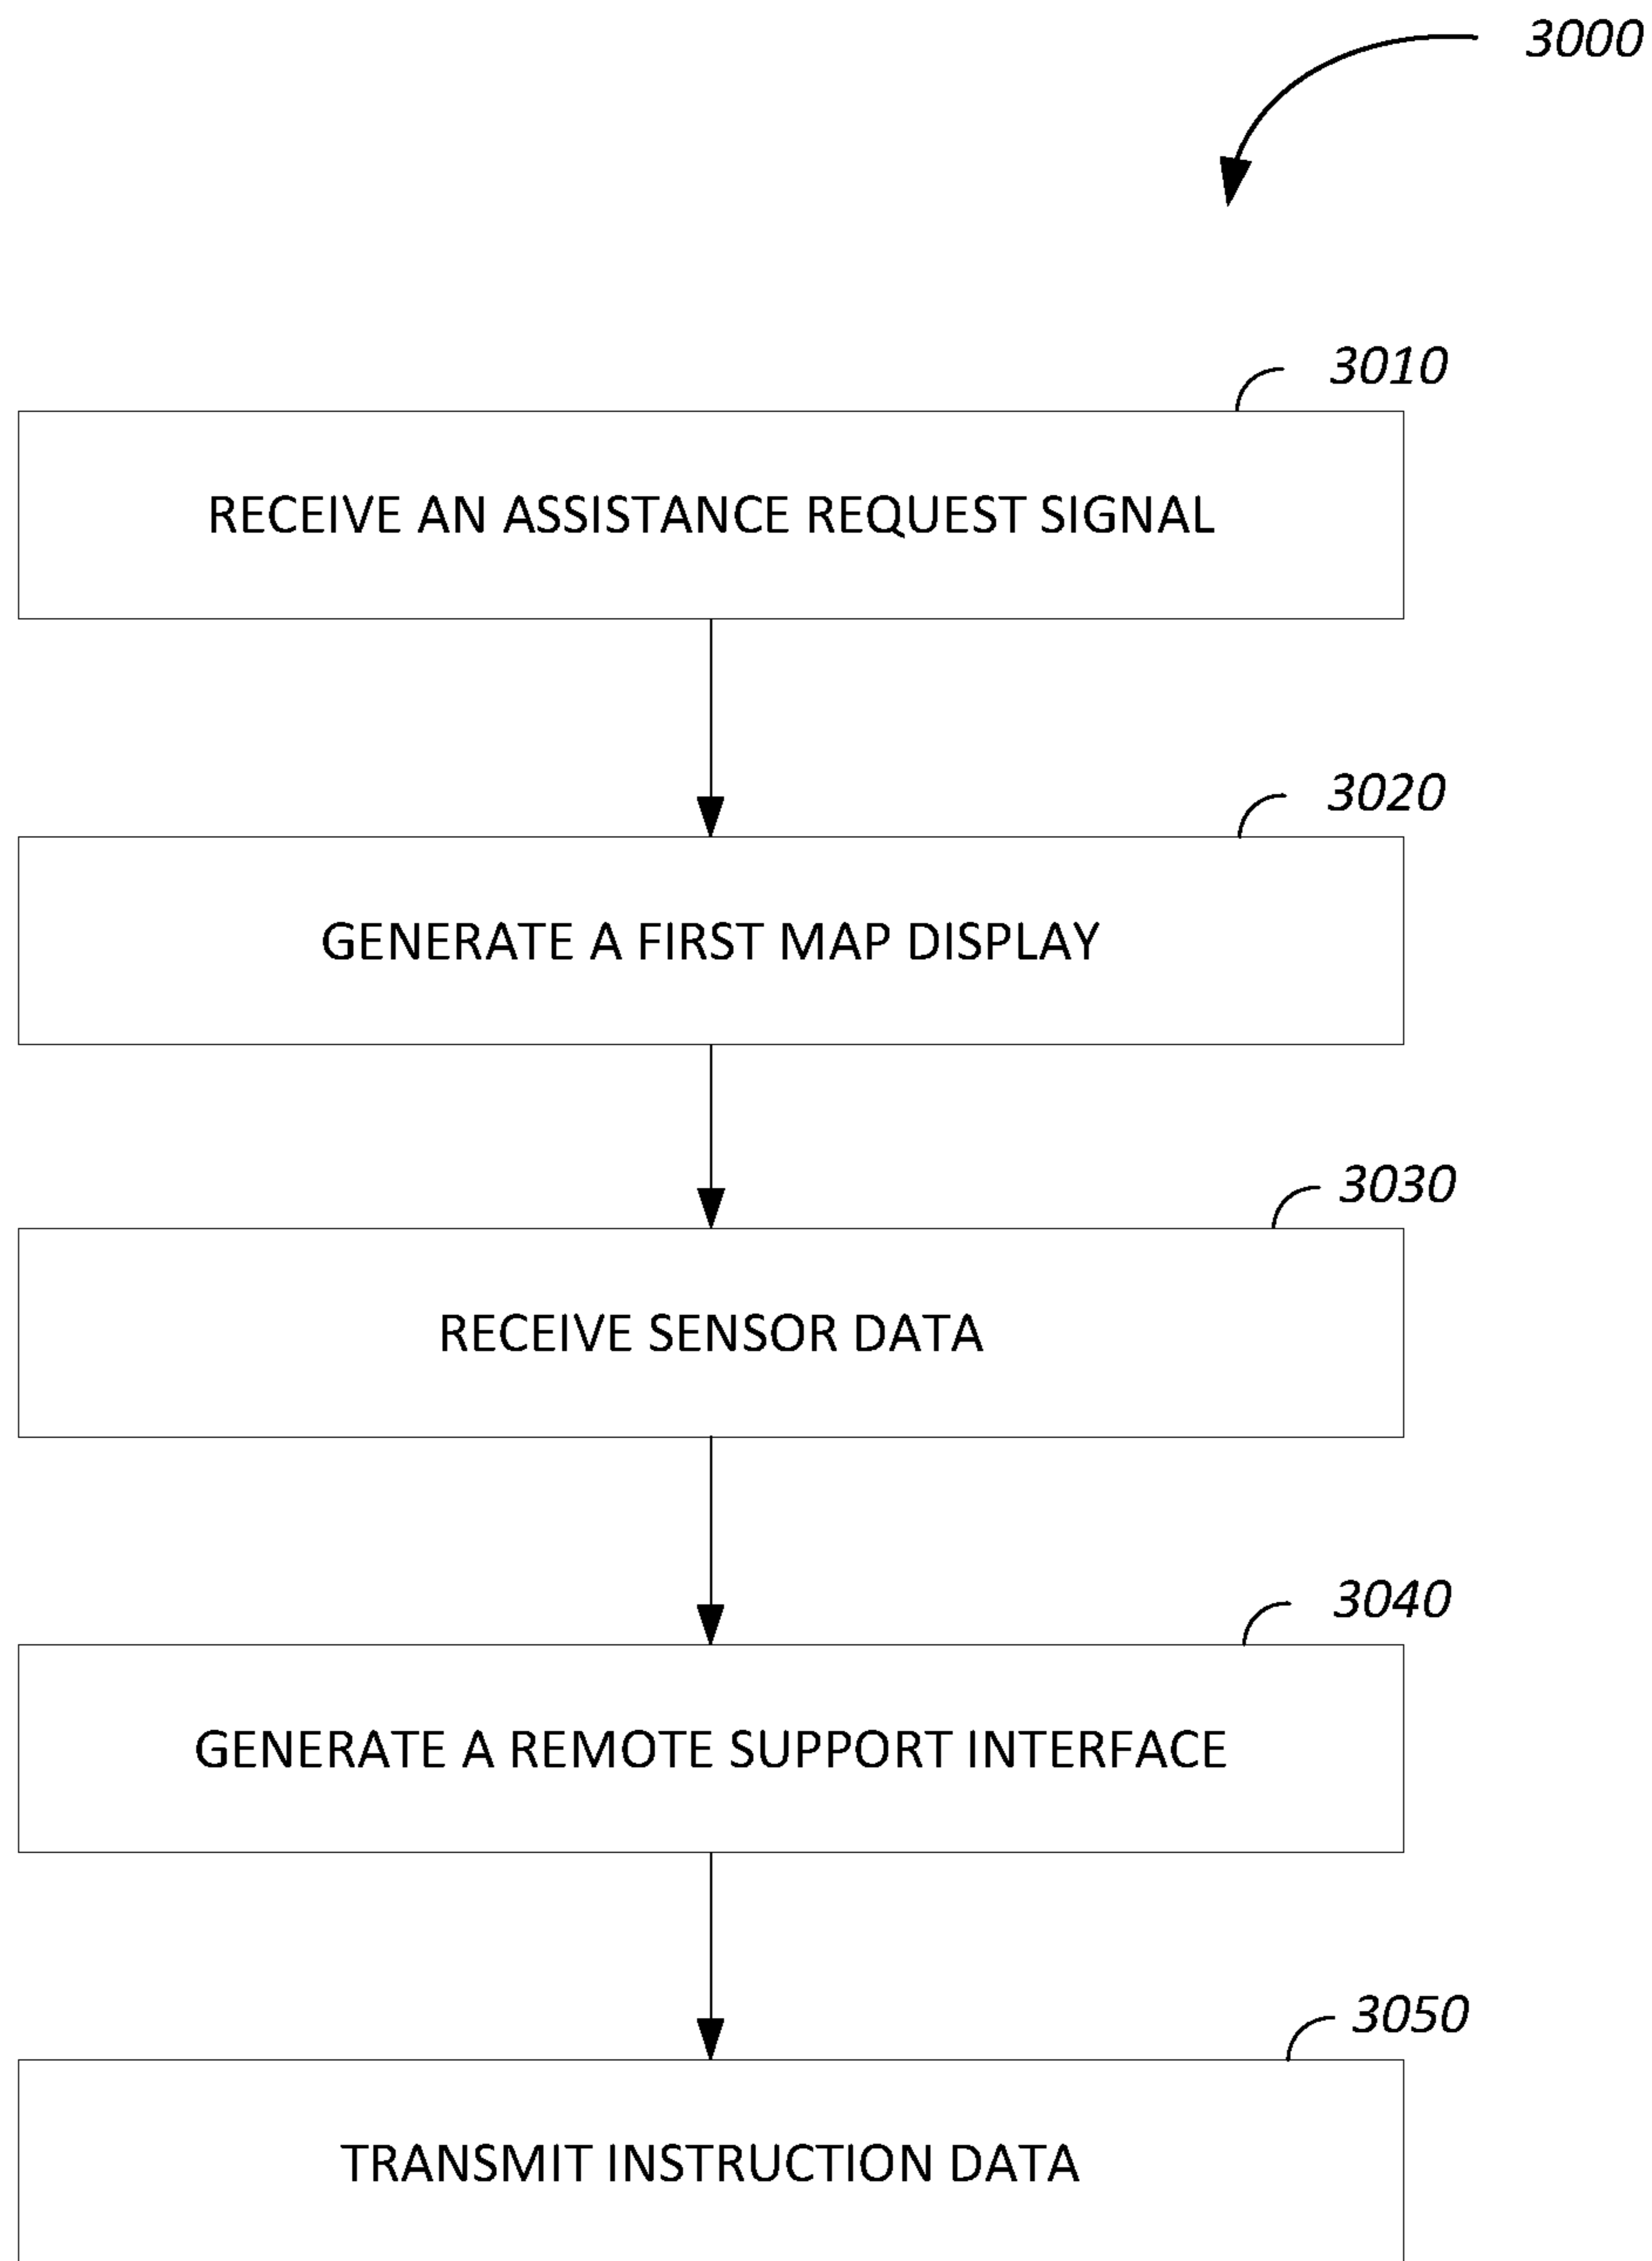 3000
3010
RECEIVE AN ASSISTANCE REQUEST SIGNAL
3020
GENERATE A FIRST MAP DISPLAY
3030
RECEIVE SENSOR DATA
3040
GENERATE A REMOTE SUPPORT INTERFACE
3050
TRANSMIT INSTRUCTION DATA